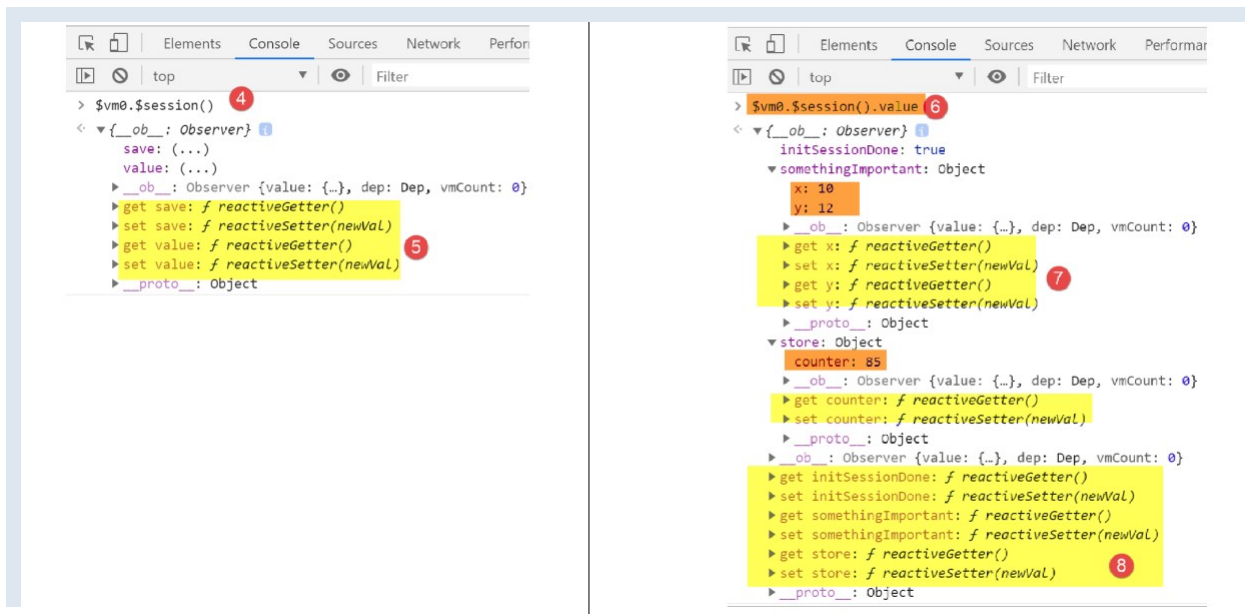 Elements Console Sources Network Perfor
top ▼ Filter
> $vm0.$session() 4
<· ▼{__ob__: Observer} i
save: (...)
value: (...)
▶__ob__: Observer {value: {…}, dep: Dep, vmCount: 0}
▶get save: ƒ reactiveGetter()
▶set save: ƒ reactiveSetter(newVal)
▶get value: ƒ reactiveGetter()
5
▶set value: ƒ reactiveSetter(newVal)
▶__proto__: Object
Elements Console Sources Network Performar
top ▼ Filter
> $vm0.$session().value 6
<· ▼{__ob__: Observer} i
initSessionDone: true
▼somethingImportant: Object
x: 10
y: 12
▶__ob__: Observer {value: {…}, dep: Dep, vmCount: 0}
▶get x: ƒ reactiveGetter()
▶set x: ƒ reactiveSetter(newVal)
7
▶get y: ƒ reactiveGetter()
▶set y: ƒ reactiveSetter(newVal)
▶__proto__: Object
▼store: Object
counter: 85
▶__ob__: Observer {value: {…}, dep: Dep, vmCount: 0}
▶get counter: ƒ reactiveGetter()
▶set counter: ƒ reactiveSetter(newVal)
▶__proto__: Object
▶__ob__: Observer {value: {…}, dep: Dep, vmCount: 0}
▶get initSessionDone: ƒ reactiveGetter()
▶set initSessionDone: ƒ reactiveSetter(newVal)
▶get somethingImportant: ƒ reactiveGetter()
▶set somethingImportant: ƒ reactiveSetter(newVal)
▶get store: ƒ reactiveGetter()
▶set store: ƒ reactiveSetter(newVal) 8
▶__proto__: Object